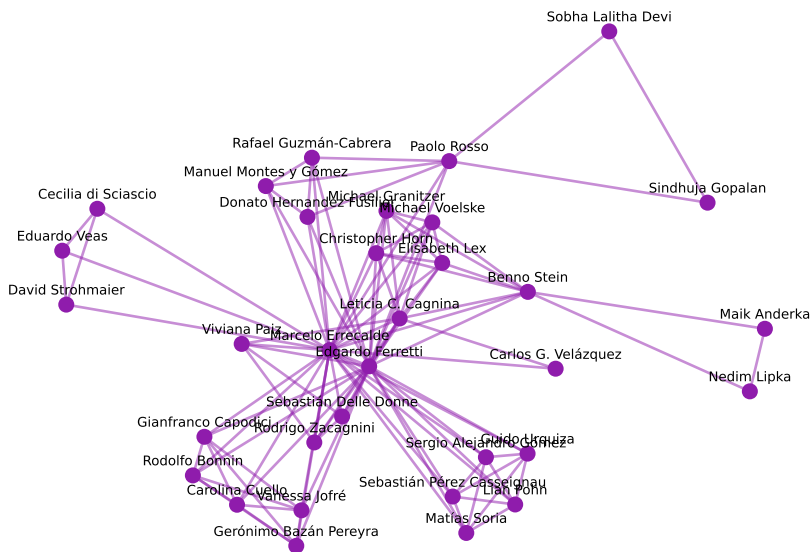 Sobha Lalitha Devi
Rafael Guzmán-Cabrera
Paolo Rosso
Manuel Montes y Gómez
Sindhuja Gopalan
Michael Granitzer
Cecilia di Sciascio
Donato Hernández Fusilier
Michael Voelske
Eduardo Veas
Christopher Horn
Elisabeth Lex
Benno Stein
David Strohmaier
Leticia C. Cagnina
Maik Anderka
Viviana Paiz
Marcelo Errecalde
Edgardo Ferretti
Carlos G. Velázquez
Nedim Lipka
Sebastián Delle Donne
Gianfranco Capodici
Rodrigo Zacagnini
Guido Urquiza
Sergio Alejandro Gómez
Rodolfo Bonnin
Sebastián Pérez Casseignau
Carolina Cuello
Vanessa Jofré
Lian Pohn
Matías Soria
Gerónimo Bazán Pereyra